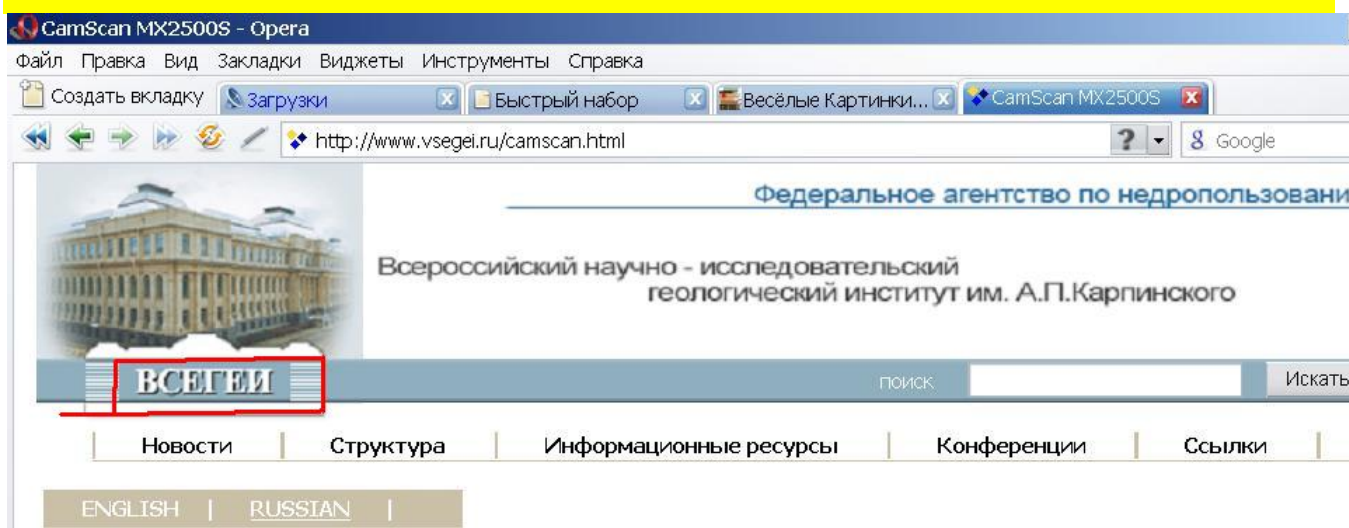 CamScan MX2500S - Opera
Файл Правка Вид Закладки Виджеты Инструменты Справка
Создать вкладку Загрузки Быстрый набор Весёлые Картинки... CamScan MX2500S
http://www.vsegei.ru/camscan.html ? 8 Google
Федеральное агентство по недропользовани
Всероссийский научно - исследовательский
геологический институт им. А.П.Карпинского
ВСЕГЕИ поиск Искать
Новости | Структура | Информационные ресурсы | Конференции | Ссылки |
ENGLISH | RUSSIAN |